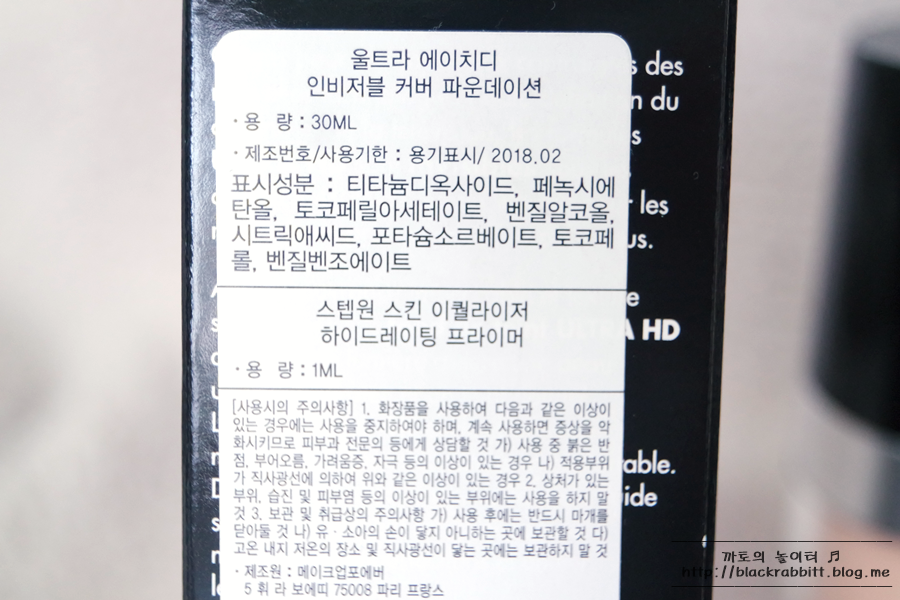 울트라 에이치디
인비저블 커버 파운데이션
· 용 량 : 30ML
· 제조번호/사용기한 : 용기표시/ 2018.02
표시성분 : 티타늄디옥사이드, 페녹시에
탄올, 토코페릴아세테이트, 벤질알코올,
시트릭애씨드, 포타슘소르베이트, 토코페
롤, 벤질벤조에이트
스텝원 스킨 이퀄라이저
하이드레이팅 프라이머
· 용 량 : 1ML
[사용시의 주의사항] 1. 화장품을 사용하여 다음과 같은 이상이
있는 경우에는 사용을 중지하여야 하며, 계속 사용하면 증상을 악
화시키므로 피부과 전문의 등에게 상담할 것 가) 사용 중 붉은 반
점, 부어오름, 가려움증, 자극 등의 이상이 있는 경우 나) 적용부위
가 직사광선에 의하여 위와 같은 이상이 있는 경우 2. 상처가 있는
부위, 습진 및 피부염 등의 이상이 있는 부위에는 사용을 하지 말
것 3. 보관 및 취급상의 주의사항 가) 사용 후에는 반드시 마개를
닫아둘 것 나) 유·소아의 손이 닿지 아니하는 곳에 보관할 것 다)
고온 내지 저온의 장소 및 직사광선이 닿는 곳에는 보관하지 말 것
· 제조원 : 메이크업포에버
5 뤼 라 보에띠 75008 파리 프랑스
des
du
les
HD
까토의 놀이터 ♬
http://blackrabbitt.blog.me